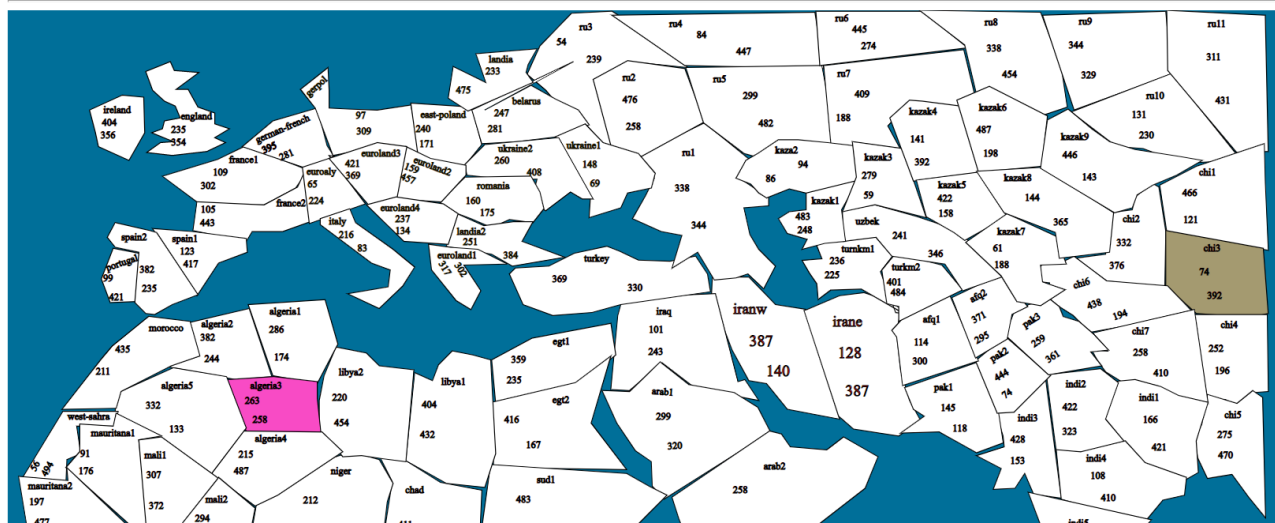 ru3
54
239
ru4
84
447
ru6
445
274
ru8
338
454
ru9
344
329
ru11
311
431
landia
233
475
gerpol
ru2
476
258
ru5
299
482
ru7
409
188
ireland
404
356
england
235
354
german-french
395
281
97
309
east-poland
240
171
belarus
247
281
kazak4
141
392
kazak6
487
198
ru10
131
230
kazak9
446
143
france1
109
302
euroaly
65
224
euroland3
421
369
euroland2
159
457
ukraine2
260
408
ukraine1
148
69
ru1
338
344
kaza2
94
86
kazak3
279
59
kazak5
422
158
kazak8
144
365
chi1
466
121
france2
105
443
italy
216
83
euroland4
237
134
romania
160
175
landia2
251
384
kazak1
483
248
uzbek
241
346
kazak7
61
188
chi2
332
376
chi3
74
392
spain2
382
235
spain1
123
417
portugal
99
421
euroland1
302
317
turkey
369
330
turnkm1
236
225
turkm2
401
484
chi6
438
194
morocco
435
211
algeria2
382
244
algeria1
286
174
iraq
101
243
iranw
387
140
irane
128
387
afq1
114
300
afq2
371
295
pak3
259
361
chi7
258
410
chi4
252
196
algeria5
332
133
algeria3
263
258
libya2
220
454
libya1
404
432
egt1
359
235
egt2
416
167
arab1
299
320
pak1
145
118
pak2
444
74
indi3
428
153
indi2
422
323
indi1
166
421
chi5
275
470
west-sahra
56
494
mauritana1
91
176
mali1
307
372
algeria4
215
487
mauritana2
197
477
mali2
294
niger
212
chad
411
sud1
483
arab2
258
indi4
108
410
indi5